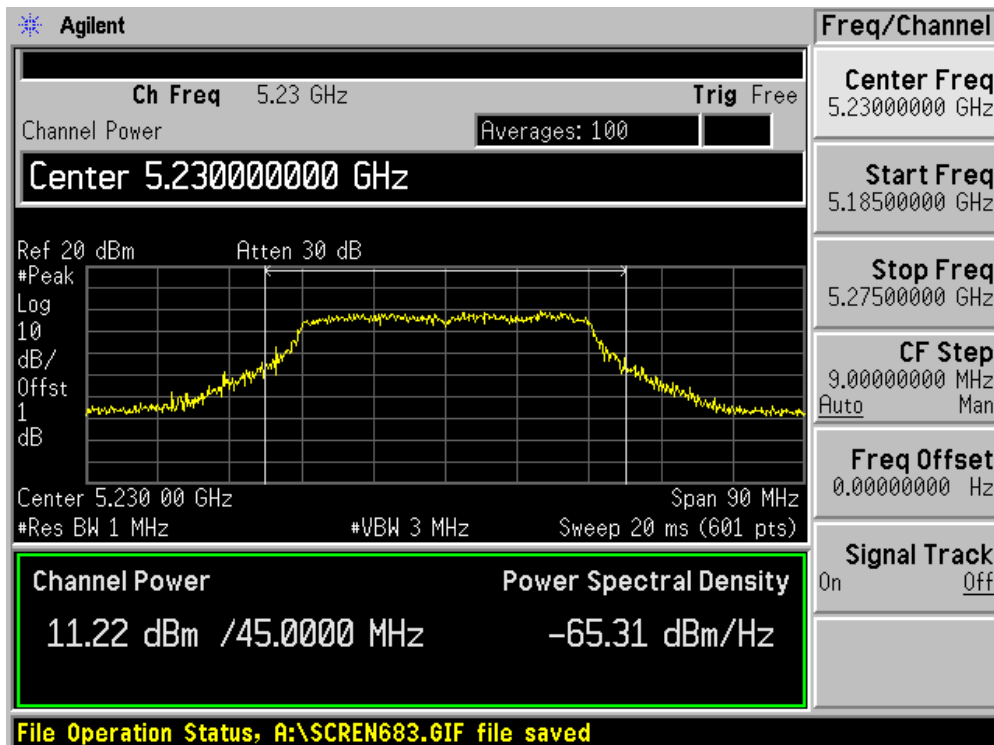 Agilent
Freq/Channel
Ch Freq 5.23 GHz Trig Free
Channel Power Averages: 100
Center 5.230000000 GHz
Ref 20 dBm Atten 30 dB
#Peak
Log
10
dB/
Offst
1
dB
Center 5.230 00 GHz Span 90 MHz
#Res BW 1 MHz #VBW 3 MHz Sweep 20 ms (601 pts)
Channel Power Power Spectral Density
11.22 dBm /45.0000 MHz -65.31 dBm/Hz
Center Freq
5.23000000 GHz
Start Freq
5.18500000 GHz
Stop Freq
5.27500000 GHz
CF Step
9.00000000 MHz
Auto Man
Freq Offset
0.00000000 Hz
Signal Track
On Off
File Operation Status, A:\SCREN683.GIF file saved